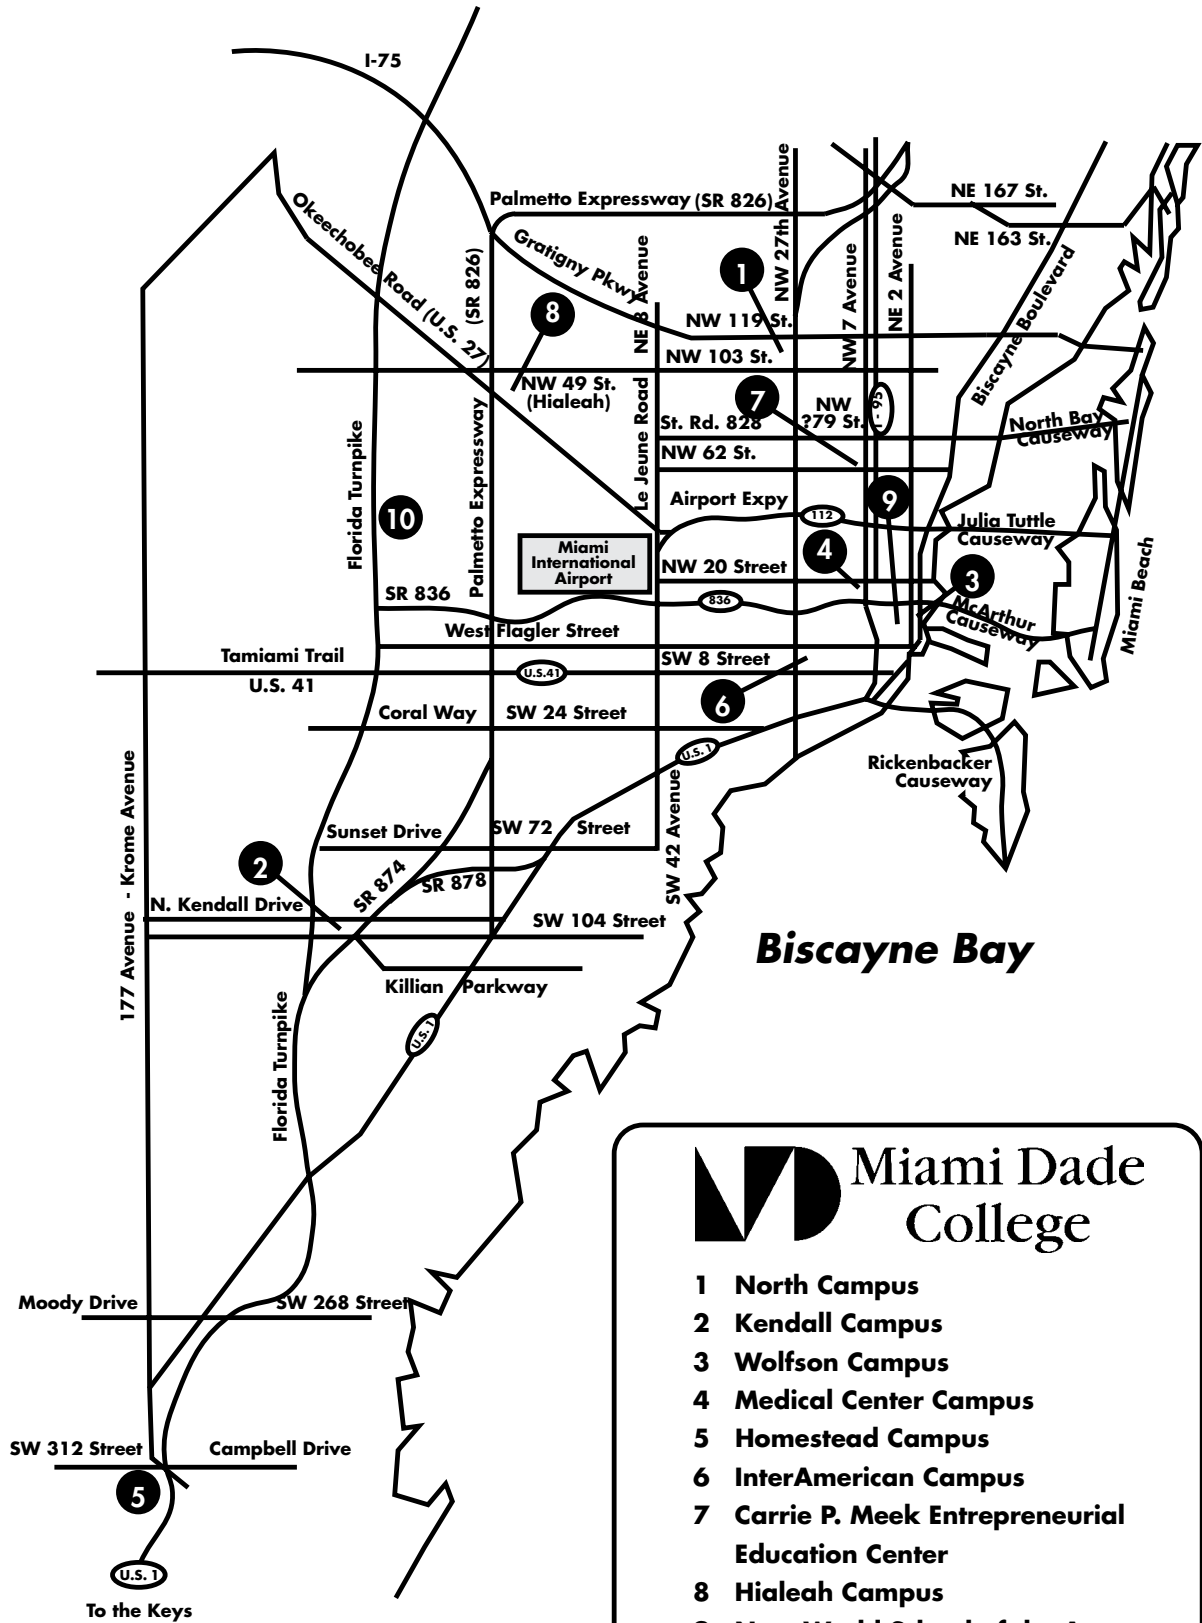 I-75
Okeechobee Road (U.S. 27)
Palmetto Expressway (SR 826)
(SR 826)
Gratigny Pkwy
NE 8 Avenue
NW 27th Avenue
NW 7 Avenue
NE 2 Avenue
NE 167 St.
NE 163 St.
Biscayne Boulevard
1
8
NW 119 St.
NW 103 St.
NW 49 St.
(Hialeah)
7
NW
?79 St.
I - 95
St. Rd. 828
North Bay
Causeway
NW 62 St.
Le Jeune Road
Florida Turnpike
Palmetto Expressway
10
9
Airport Expy
112
Julia Tuttle
Causeway
Miami
International
Airport
4
NW 20 Street
3
Miami Beach
SR 836
836
McArthur
Causeway
West Flagler Street
Tamiami Trail
U.S. 41
U.S.41
SW 8 Street
6
Coral Way
SW 24 Street
U.S. 1
Rickenbacker
Causeway
177 Avenue - Krome Avenue
Sunset Drive
SW 72 Street
SW 42 Avenue
2
SR 874
SR 878
N. Kendall Drive
SW 104 Street
Biscayne Bay
Killian Parkway
Florida Turnpike
U.S. 1
Moody Drive
SW 268 Street
SW 312 Street
Campbell Drive
5
U.S. 1
To the Keys
Miami Dade
College
1 North Campus
2 Kendall Campus
3 Wolfson Campus
4 Medical Center Campus
5 Homestead Campus
6 InterAmerican Campus
7 Carrie P. Meek Entrepreneurial
Education Center
8 Hialeah Campus